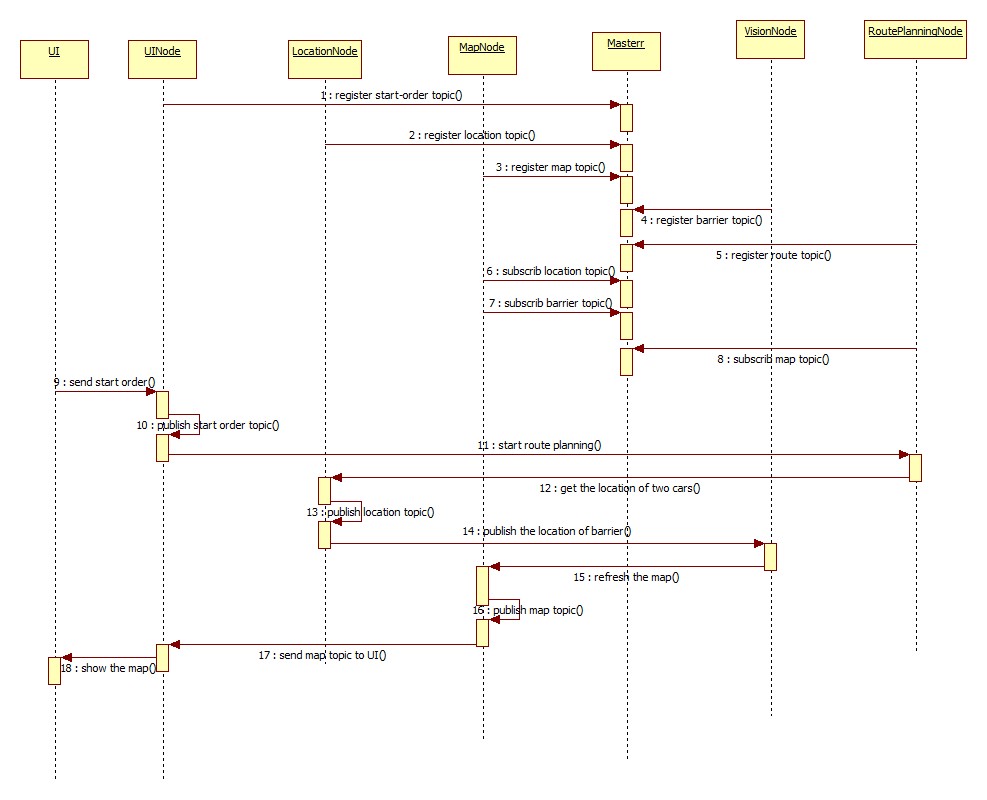 UI
UINode
LocationNode
MapNode
Masterr
VisionNode
RoutePlanningNode
1 : register start-order topic()
2 : register location topic()
3 : register map topic()
4 : register barrier topic()
5 : register route topic()
6 : subscrib location topic()
7 : subscrib barrier topic()
8 : subscrib map topic()
9 : send start order()
10 : publish start order topic()
11 : start route planning()
12 : get the location of two cars()
13 : publish location topic()
14 : publish the location of barrier()
15 : refresh the map()
16 : publish map topic()
17 : send map topic to UI()
18 : show the map()